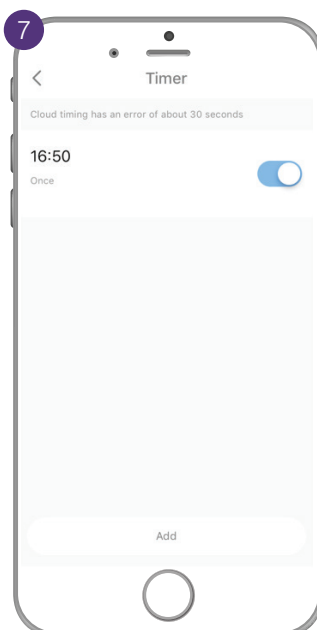 7
Timer
Cloud timing has an error of about 30 seconds
16:50
Once
Add